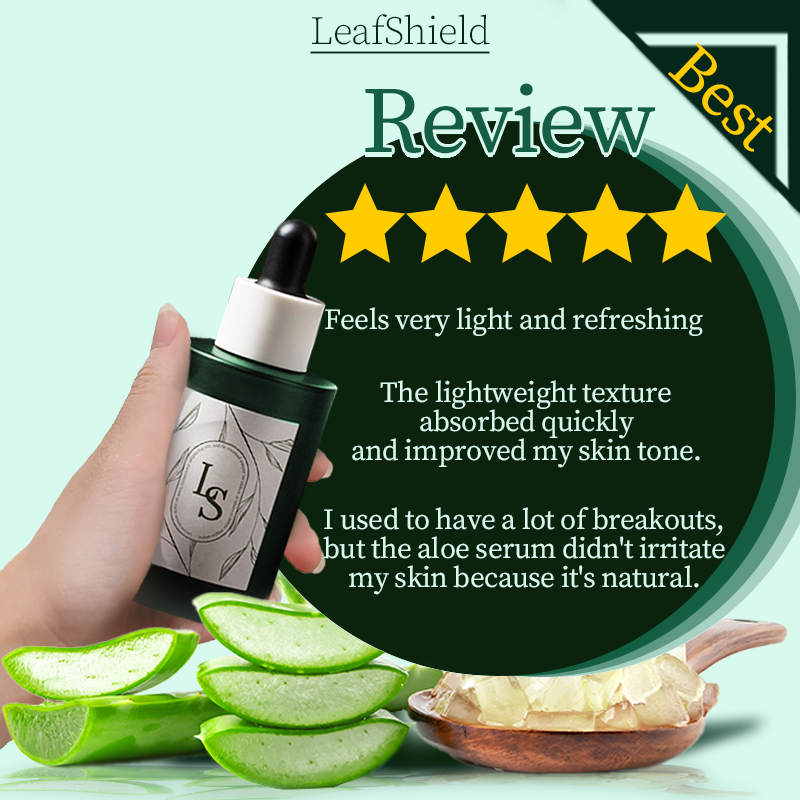 LeafShield
Best
Review
Feels very light and refreshing
The lightweight texture
absorbed quickly
and improved my skin tone.
I used to have a lot of breakouts,
but the aloe serum didn't irritate
my skin because it's natural.
LS